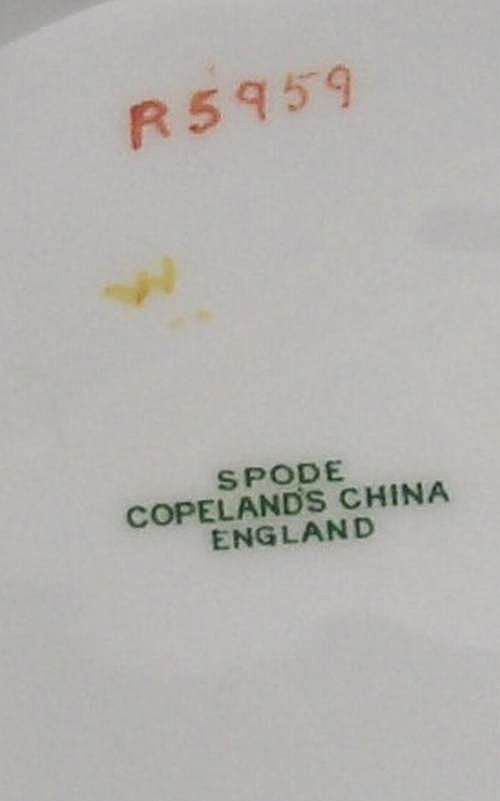 R5959
SPODE
COPELAND'S CHINA
ENGLAND